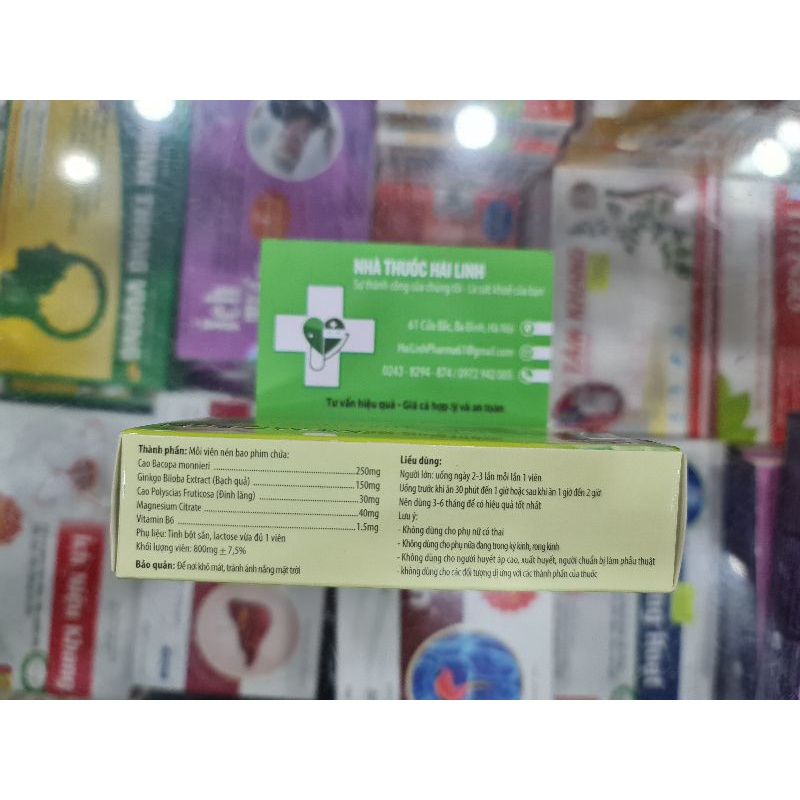 NHÀ THUỐC HẢI LINH
Sự thành công của chúng tôi - Là sức khoẻ của bạn
61 Cửa Bắc, Ba Đình, Hà Nội
HaiLinhPharma61@gmail.com
0243 - 8294 - 874 / 0972 942 005
Tư vấn hiệu quả - Giá cả hợp lý và an toàn
Thành phần: Mỗi viên nén bao phim chứa:
Cao Bacopa monnieri 250mg
Ginkgo Biloba Extract (Bạch quả) 150mg
Cao Polyscias Fruticosa (Đinh lăng) 30mg
Magnesium Citrate 40mg
Vitamin B6 1.5mg
Phụ liệu: Tinh bột sắn, lactose vừa đủ 1 viên
Khối lượng viên: 800mg ± 7,5%
Bảo quản: Để nơi khô mát, tránh ánh nắng mặt trời
Liều dùng:
Người lớn: uống ngày 2-3 lần mỗi lần 1 viên
Uống trước khi ăn 30 phút đến 1 giờ hoặc sau khi ăn 1 giờ đến 2 giờ
Nên dùng 3-6 tháng để có hiệu quả tốt nhất
Lưu ý:
- Không dùng cho phụ nữ có thai
- Không dùng cho phụ nữa đang trong kỳ kinh, rong kinh
- Không dùng cho người huyết áp cao, xuất huyết, người chuẩn bị làm phẫu thuật
- không dùng cho các đối tượng dị ứng với các thành phần của thuốc
Ích
TÂM NANG